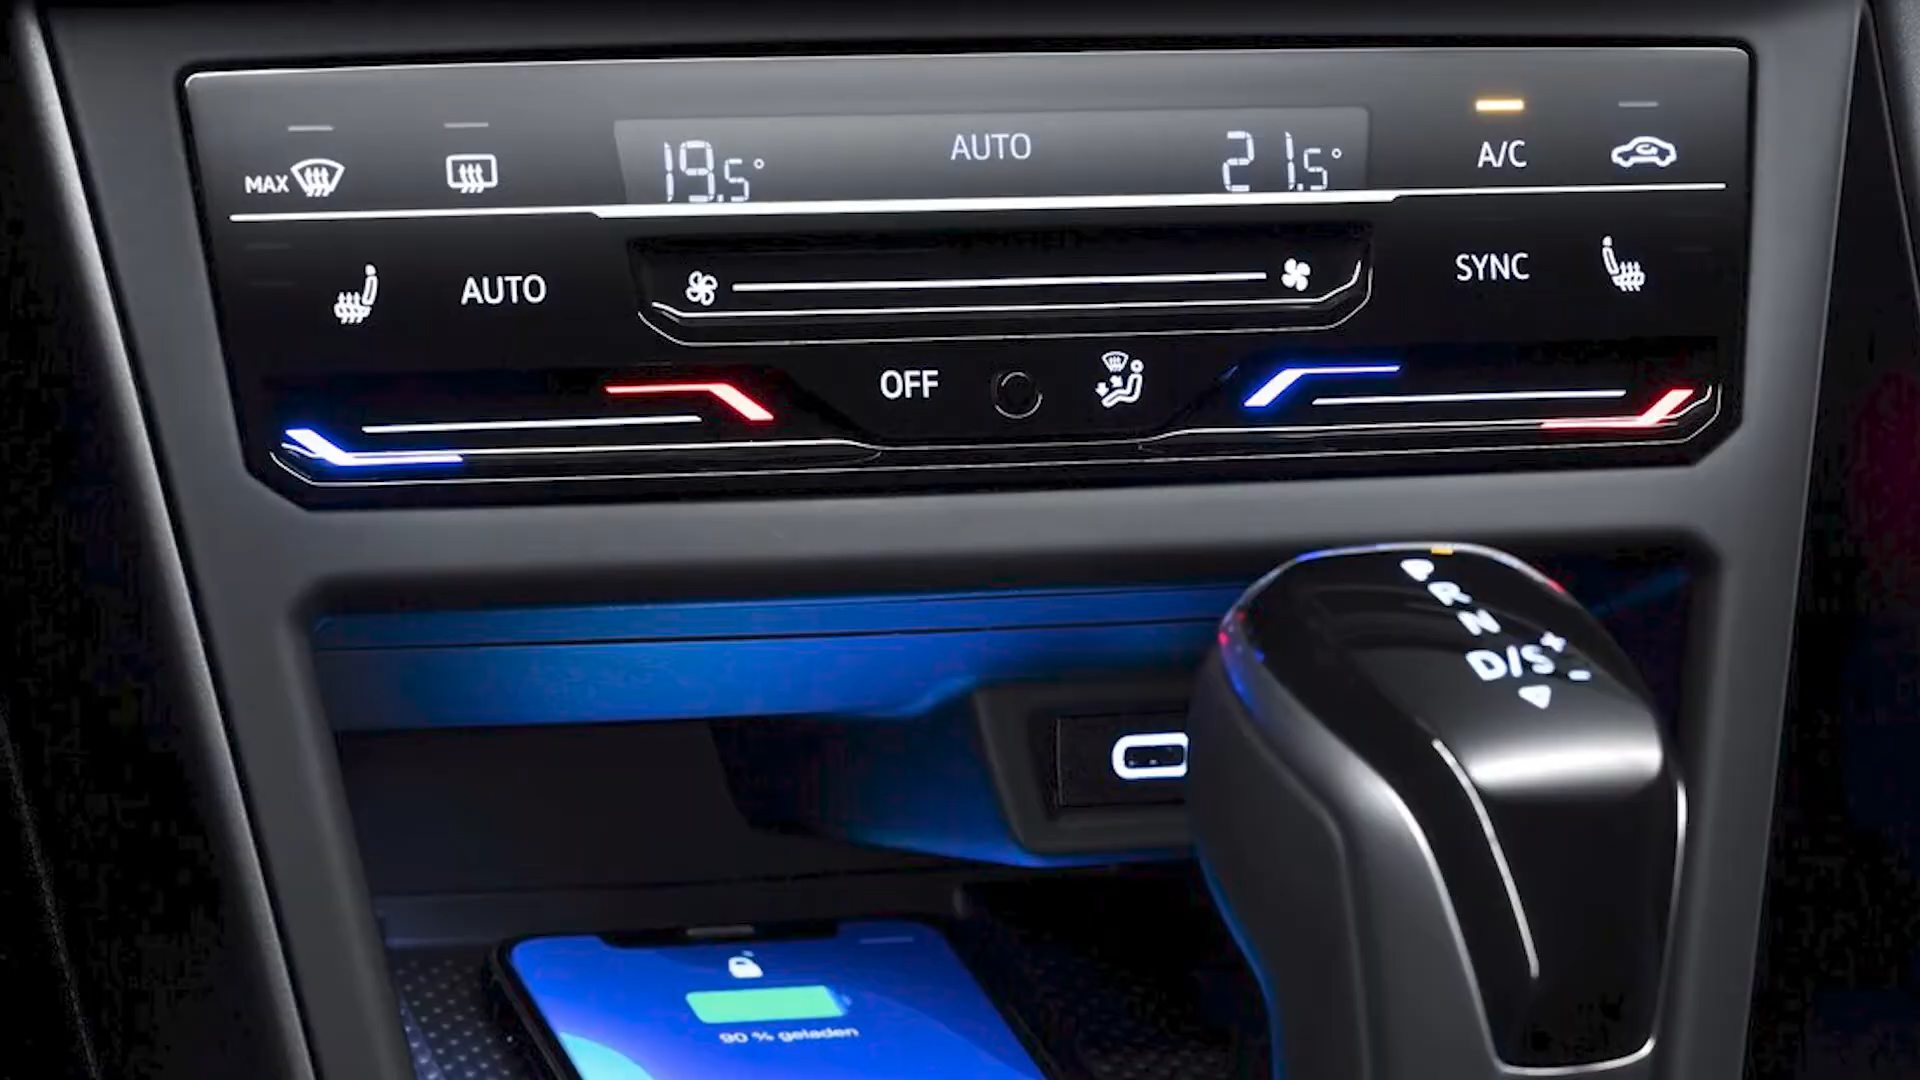 MAX
19.5°
AUTO
21.5°
A/C
AUTO
SYNC
OFF
P
R
N
D/S
+
-
90 % geladen